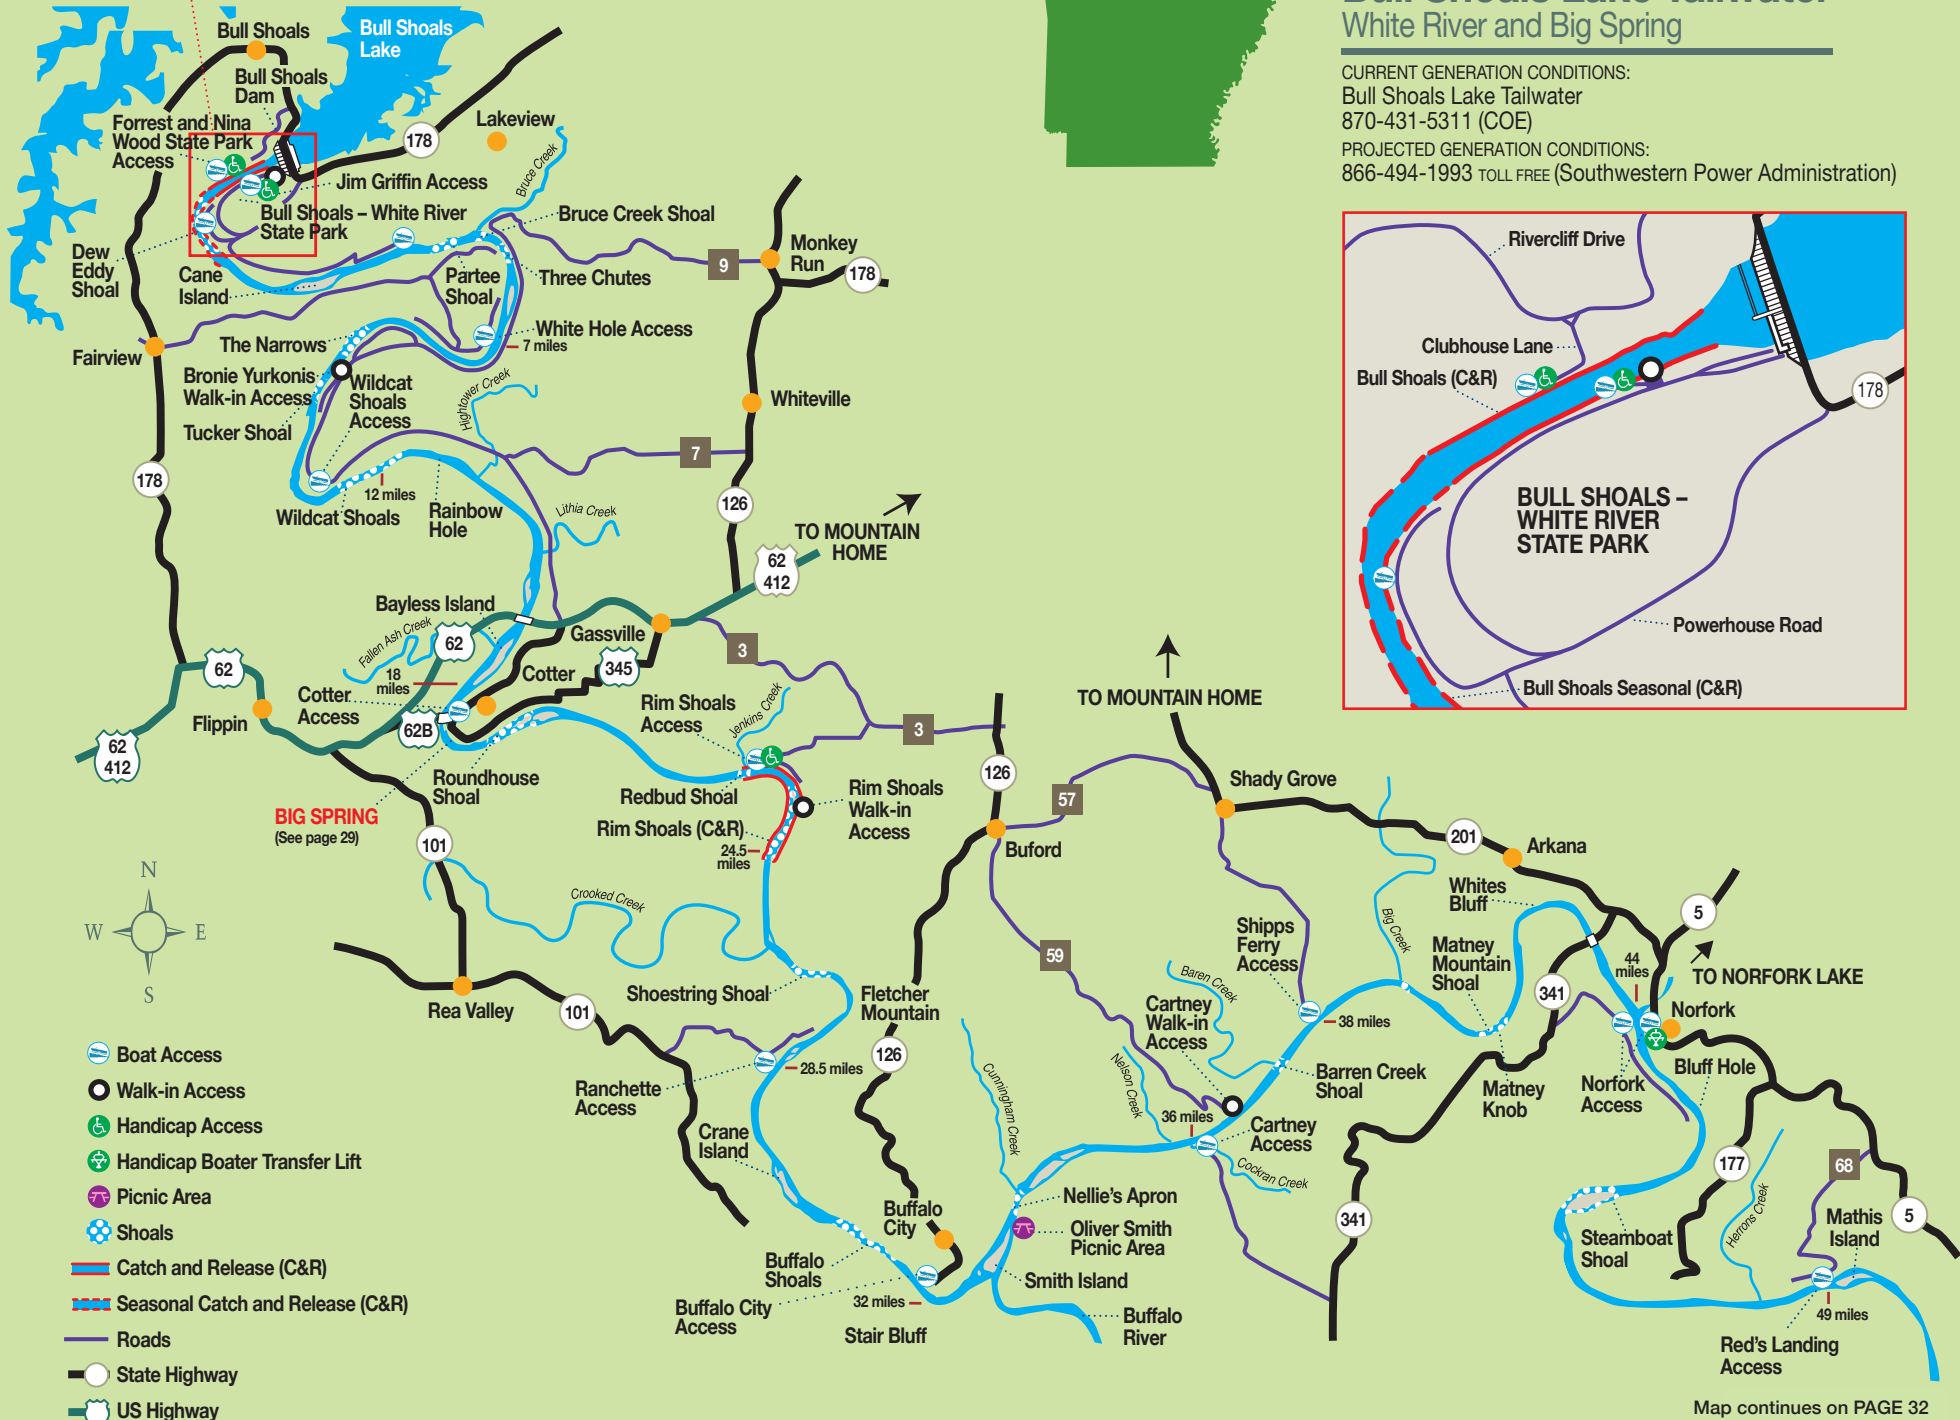 Bull Shoals Lake Tailwater
White River and Big Spring
CURRENT GENERATION CONDITIONS:
Bull Shoals Lake Tailwater
870-431-5311 (COE)
PROJECTED GENERATION CONDITIONS:
866-494-1993 TOLL FREE (Southwestern Power Administration)
Bull Shoals
Bull Shoals
Lake
Bull Shoals
Dam
Lakeview
178
Forrest and Nina
Wood State Park
Access
Bruce Creek
Jim Griffin Access
Bull Shoals – White River
State Park
Bruce Creek Shoal
Monkey
Run
9
178
Dew
Eddy
Shoal
Cane
Island
Partee
Shoal
Three Chutes
White Hole Access
7 miles
The Narrows
Fairview
Bronie Yurkonis
Walk-in Access
Wildcat
Shoals
Access
Hightower Creek
Whiteville
Tucker Shoal
7
178
12 miles
Wildcat Shoals
Rainbow
Hole
Lithia Creek
126
TO MOUNTAIN
HOME
62
412
Bayless Island
Fallen Ash Creek
62
Gassville
345
3
62
18
miles
Cotter
Cotter
Access
Flippin
62B
62
412
Rim Shoals
Access
Jenkins Creek
3
Roundhouse
Shoal
Redbud Shoal
Rim Shoals
Walk-in
Access
BIG SPRING
(See page 29)
Rim Shoals (C&R)
24.5
miles
101
126
57
Buford
TO MOUNTAIN HOME
Shady Grove
201
Arkana
Crooked Creek
Whites
Bluff
5
N
W
E
S
Shoestring Shoal
Rea Valley
101
Fletcher
Mountain
59
Shipps
Ferry
Access
Big Creek
Matney
Mountain
Shoal
44
miles
TO NORFORK LAKE
Baren Creek
Cartney
Walk-in
Access
341
Norfork
38 miles
126
28.5 miles
Ranchette
Access
Cunningham Creek
Nelson Creek
Barren Creek
Shoal
Matney
Knob
Norfork
Access
Bluff Hole
36 miles
Cartney
Access
Cockran Creek
Crane
Island
177
68
Nellie's Apron
Buffalo
City
Oliver Smith
Picnic Area
341
Steamboat
Shoal
Herrons Creek
Mathis
Island
5
Buffalo
Shoals
Smith Island
Buffalo City
Access
32 miles
Stair Bluff
Buffalo
River
49 miles
Red's Landing
Access
Boat Access
Walk-in Access
Handicap Access
Handicap Boater Transfer Lift
Picnic Area
Shoals
Catch and Release (C&R)
Seasonal Catch and Release (C&R)
Roads
State Highway
US Highway
Rivercliff Drive
Clubhouse Lane
Bull Shoals (C&R)
178
BULL SHOALS –
WHITE RIVER
STATE PARK
Powerhouse Road
Bull Shoals Seasonal (C&R)
Map continues on PAGE 32